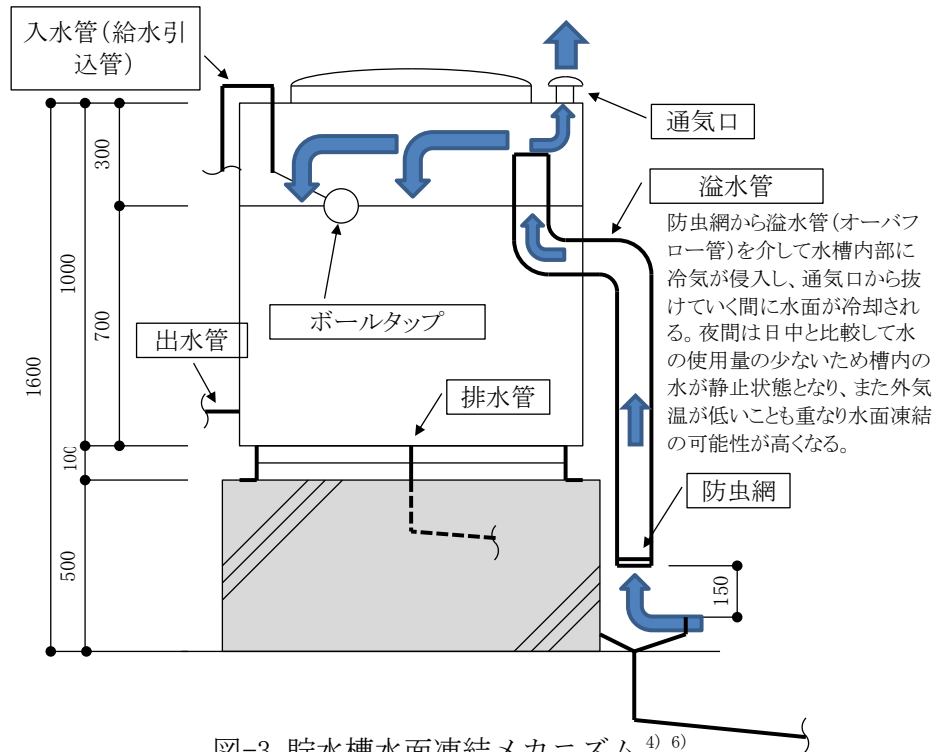 入水管(給水引
込管)
通気口
溢水管
防虫網から溢水管(オーバフ
ロー管)を介して水槽内部に
冷気が侵入し、通気口から抜
けていく間に水面が冷却され
る。夜間は日中と比較して水
の使用量の少ないため槽内の
水が静止状態となり、また外気
温が低いことも重なり水面凍結
の可能性が高くなる。
ボールタップ
出水管
排水管
防虫網
300
1000
700
1600
100
500
150
図-3 貯水槽水面凍結メカニズム 4) 6)